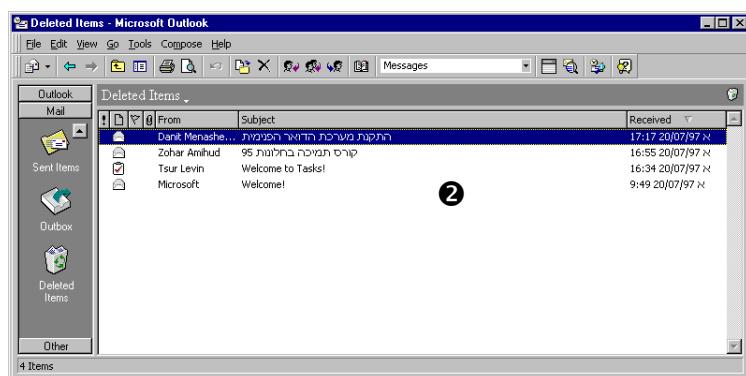 Deleted Items - Microsoft Outlook
File Edit View Go Tools Compose Help
Messages
Outlook
Deleted Items
Mail
! From Subject Received
Danit Menashe... התקנת מערכת הדואר הפנימית א 20/07/97 17:17
Zohar Amihud קורס תמיכה בחלונות 95 א 20/07/97 16:55
Tsur Levin Welcome to Tasks! א 20/07/97 16:34
Microsoft Welcome! א 20/07/97 9:49
Sent Items
❷
Outbox
Deleted
Items
Other
4 Items